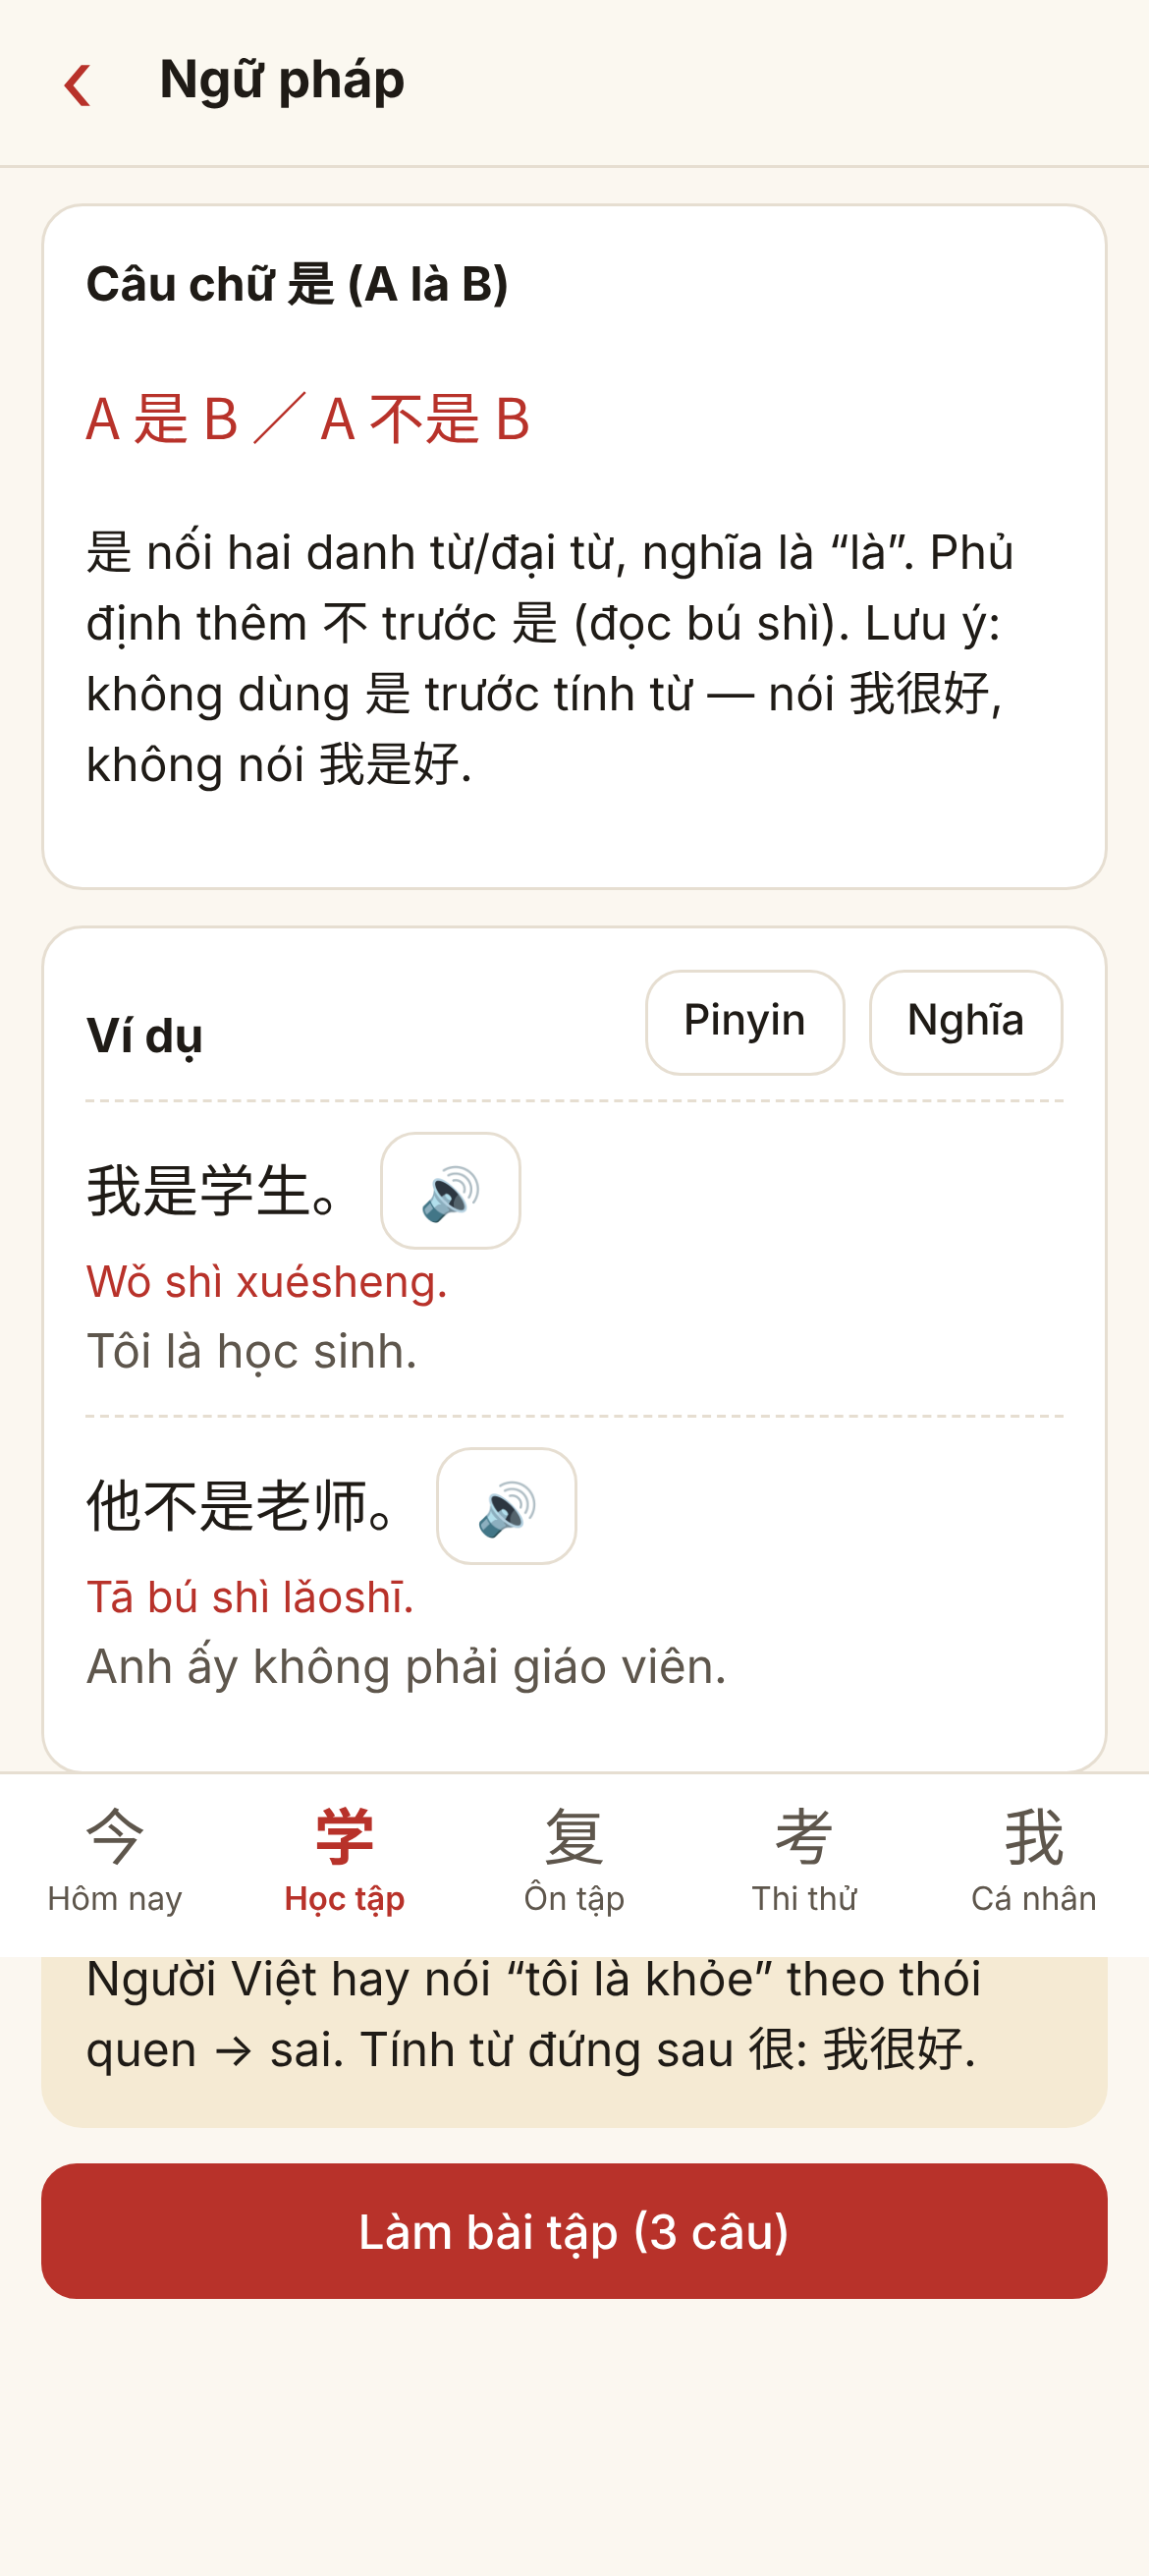 ‹ Ngữ pháp
Câu chữ 是 (A là B)
A 是 B ／ A 不是 B
是 nối hai danh từ/đại từ, nghĩa là “là”. Phủ
định thêm 不 trước 是 (đọc bú shì). Lưu ý:
không dùng 是 trước tính từ — nói 我很好,
không nói 我是好.
Ví dụ
Pinyin
Nghĩa
我是学生。
Wǒ shì xuésheng.
Tôi là học sinh.
他不是老师。
Tā bú shì lǎoshī.
Anh ấy không phải giáo viên.
今 学 复 考 我
Hôm nay Học tập Ôn tập Thi thử Cá nhân
Người Việt hay nói “tôi là khỏe” theo thói
quen → sai. Tính từ đứng sau 很: 我很好.
Làm bài tập (3 câu)